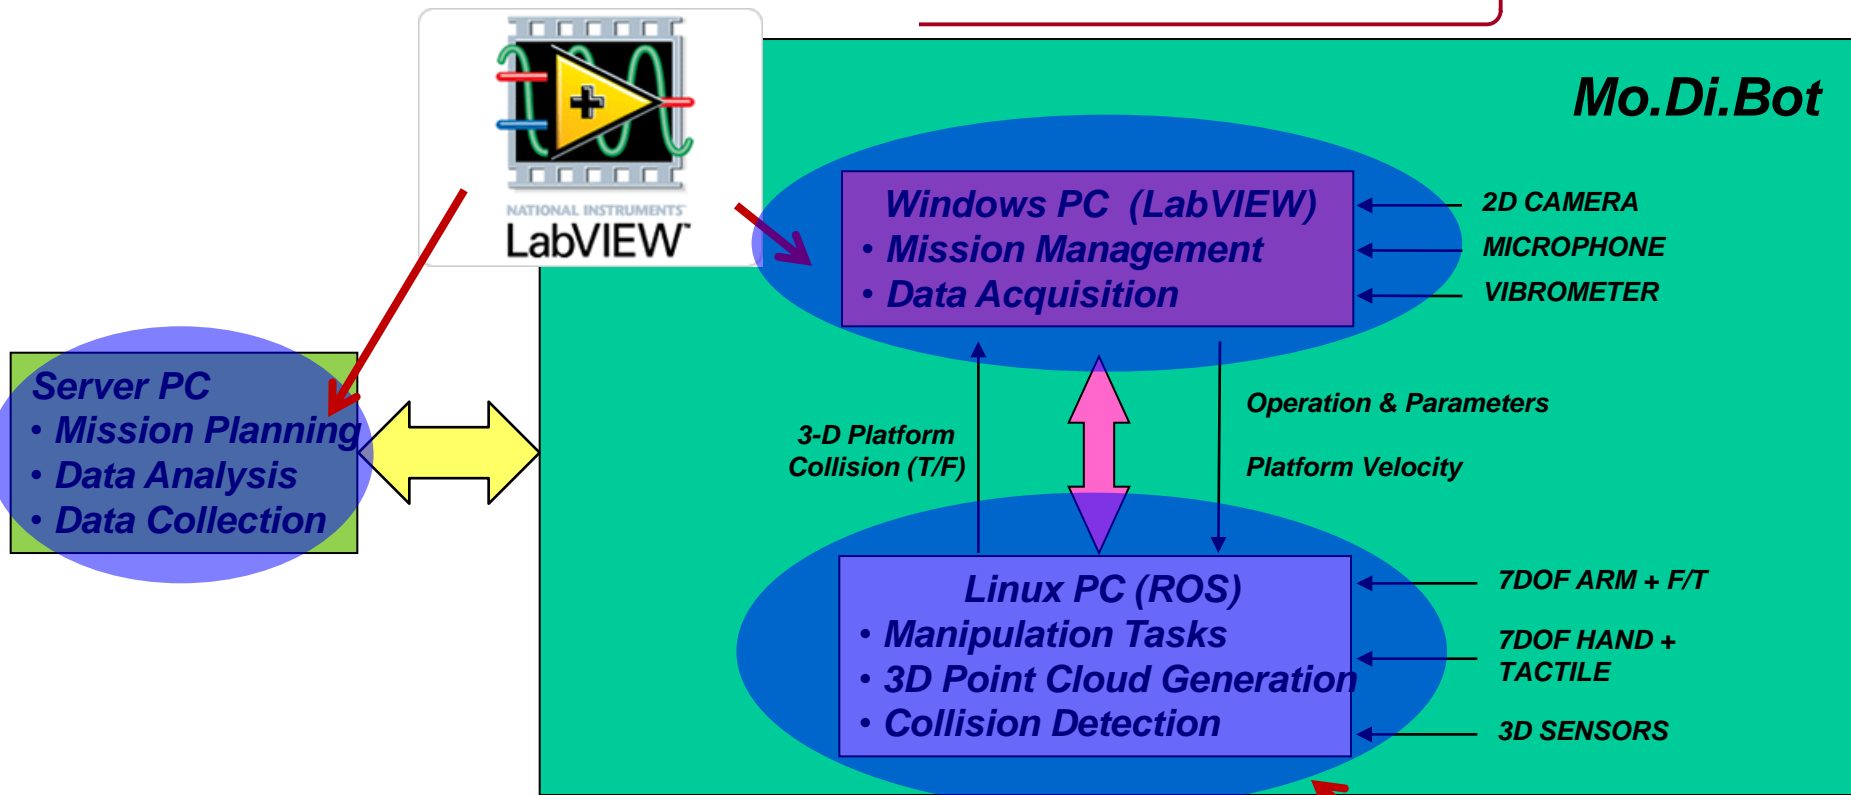 NATIONAL INSTRUMENTS
LabVIEW™
Mo.Di.Bot
Windows PC (LabVIEW)
• Mission Management
• Data Acquisition
2D CAMERA
MICROPHONE
VIBROMETER
Server PC
• Mission Planning
• Data Analysis
• Data Collection
3-D Platform
Collision (T/F)
Operation & Parameters
Platform Velocity
Linux PC (ROS)
• Manipulation Tasks
• 3D Point Cloud Generation
• Collision Detection
7DOF ARM + F/T
7DOF HAND +
TACTILE
3D SENSORS